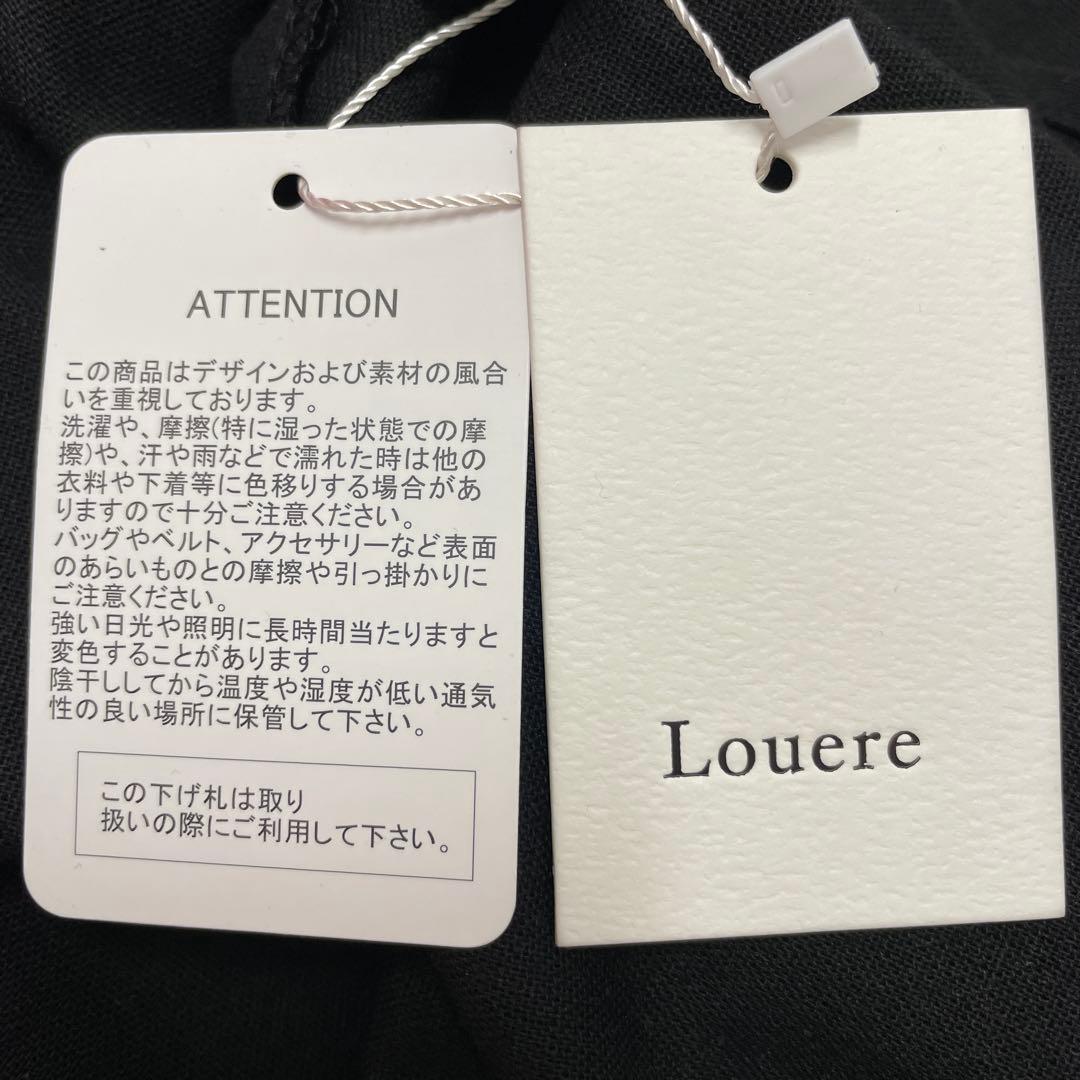 ATTENTION
この商品はデザインおよび素材の風合
いを重視しております。
洗濯や、摩擦(特に湿った状態での摩
擦)や、汗や雨などで濡れた時は他の
衣料や下着等に色移りする場合があ
りますので十分ご注意ください。
バッグやベルト、アクセサリーなど表面
のあらいものとの摩擦や引っ掛かりに
ご注意ください。
強い日光や照明に長時間当たりますと
変色することがあります。
陰干ししてから温度や湿度が低い通気
性の良い場所に保管して下さい。
この下げ札は取り
扱いの際にご利用して下さい。
Louere